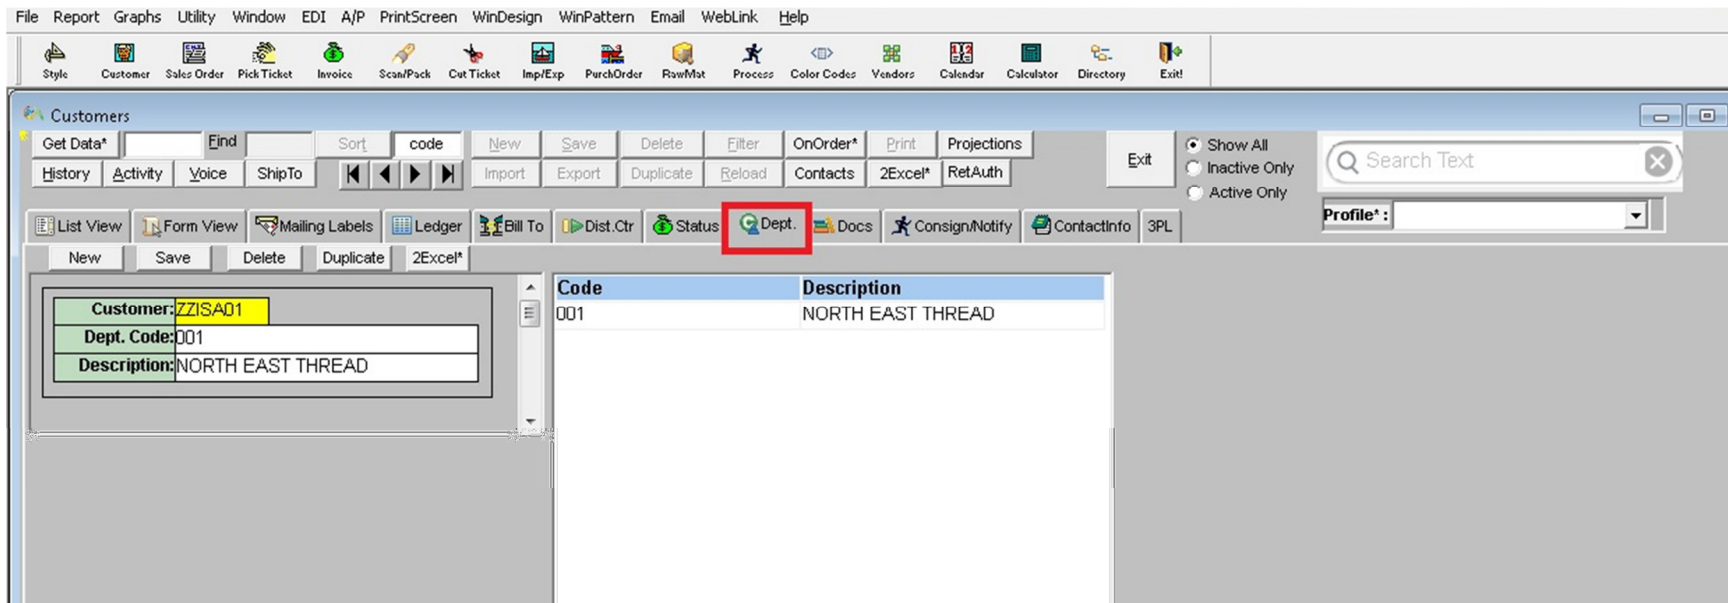 File Report Graphs Utility Window EDI A/P PrintScreen WinDesign WinPattern Email WebLink Help
Style Customer Sales Order Pick Ticket Invoice Scan/Pack Cut Ticket Imp/Exp PurchOrder RawMat Process Color Codes Vendors Calendar Calculator Directory Exit!
Customers
Get Data* Find Sort code New Save Delete Filter OnOrder* Print Projections Exit Show All
History Activity Voice ShipTo Import Export Duplicate Reload Contacts 2Excel* RetAuth Inactive Only
Active Only
Search Text
Profile* :
List View Form View Mailing Labels Ledger Bill To Dist.Ctr Status Dept. Docs Consign/Notify ContactInfo 3PL
New Save Delete Duplicate 2Excel*
Customer: ZZISA01
Dept. Code: 001
Description: NORTH EAST THREAD
Code Description
001 NORTH EAST THREAD